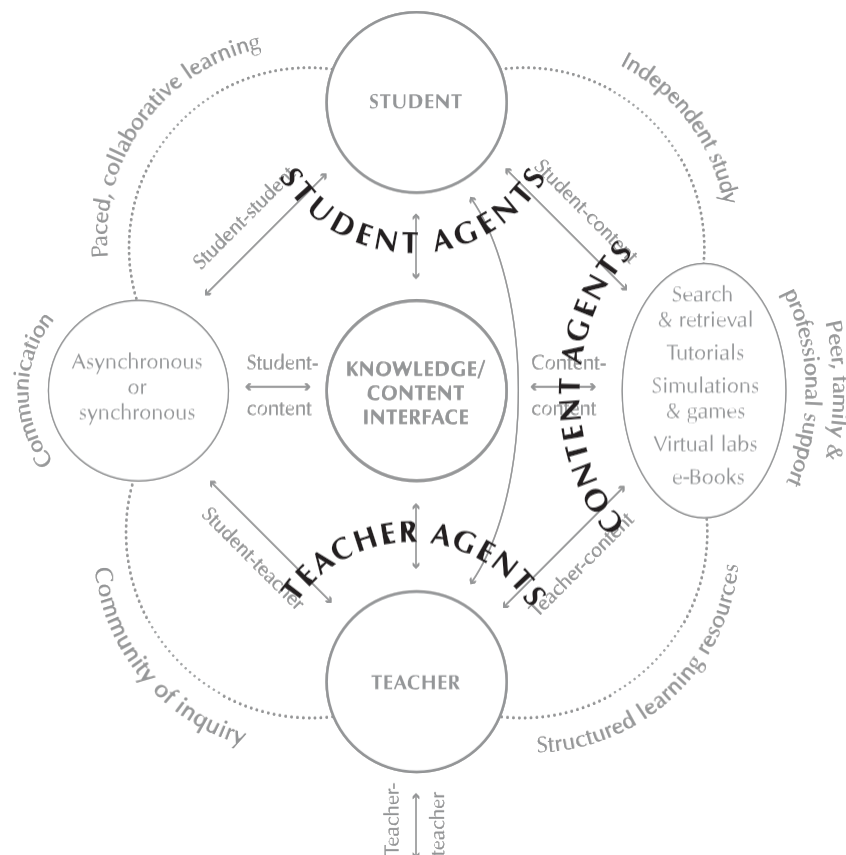 STUDENT
Paced, collaborative learning
Independent study
Student-student
STUDENT AGENTS
Student-content
Communication
Asynchronous
or
synchronous
Student-
content
KNOWLEDGE/
CONTENT
INTERFACE
Content-
content
CONTENT AGENTS
Search
& retrieval
Tutorials
Simulations
& games
Virtual labs
e-Books
Peer, family &
professional support
Student-teacher
TEACHER AGENTS
Teacher-content
Community of inquiry
TEACHER
Structured learning resources
Teacher-
teacher